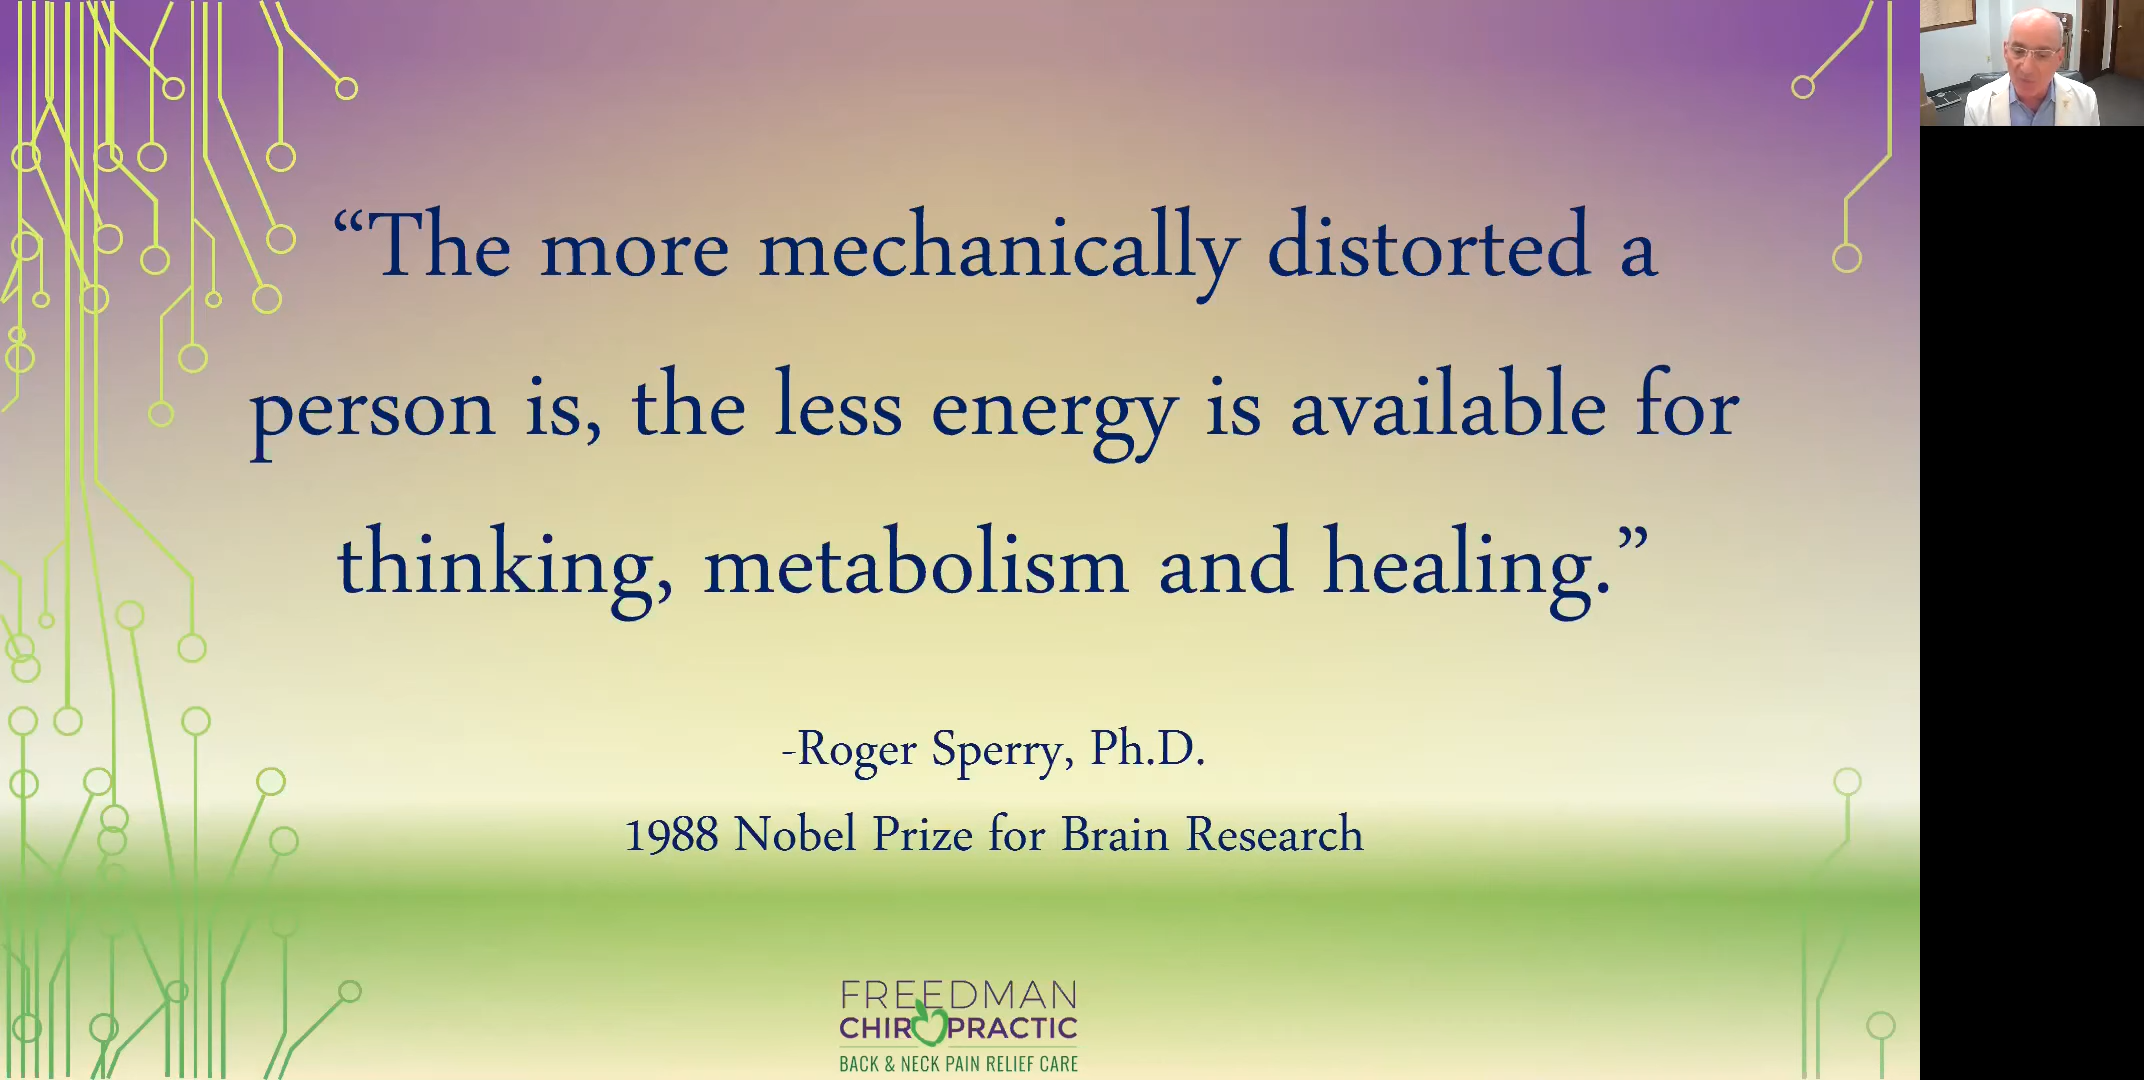 “The more mechanically distorted a
person is, the less energy is available for
thinking, metabolism and healing.”
-Roger Sperry, Ph.D.
1988 Nobel Prize for Brain Research
FREEDMAN
CHIROPRACTIC
BACK & NECK PAIN RELIEF CARE